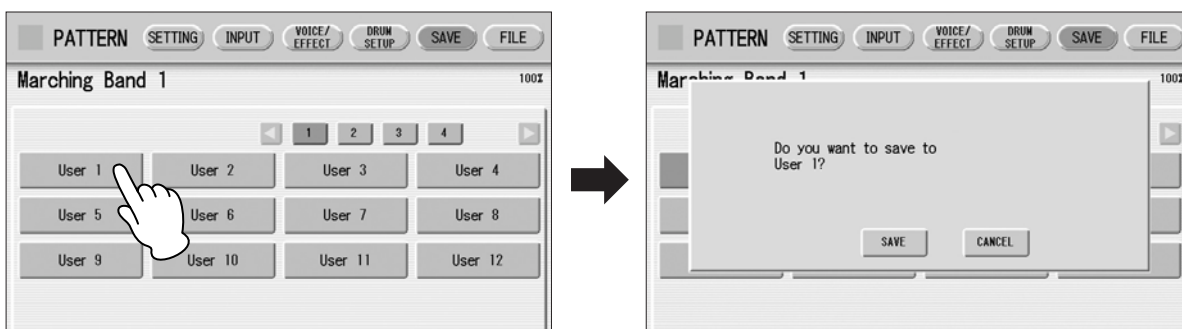 PATTERN SETTING INPUT VOICE/ EFFECT DRUM SETUP SAVE FILE
Marching Band 1 100%
1 2 3 4
User 1 User 2 User 3 User 4
User 5 User 6 User 7 User 8
User 9 User 10 User 11 User 12
PATTERN SETTING INPUT VOICE/ EFFECT DRUM SETUP SAVE FILE
Marching Band 1 100%
Do you want to save to
User 1?
SAVE CANCEL